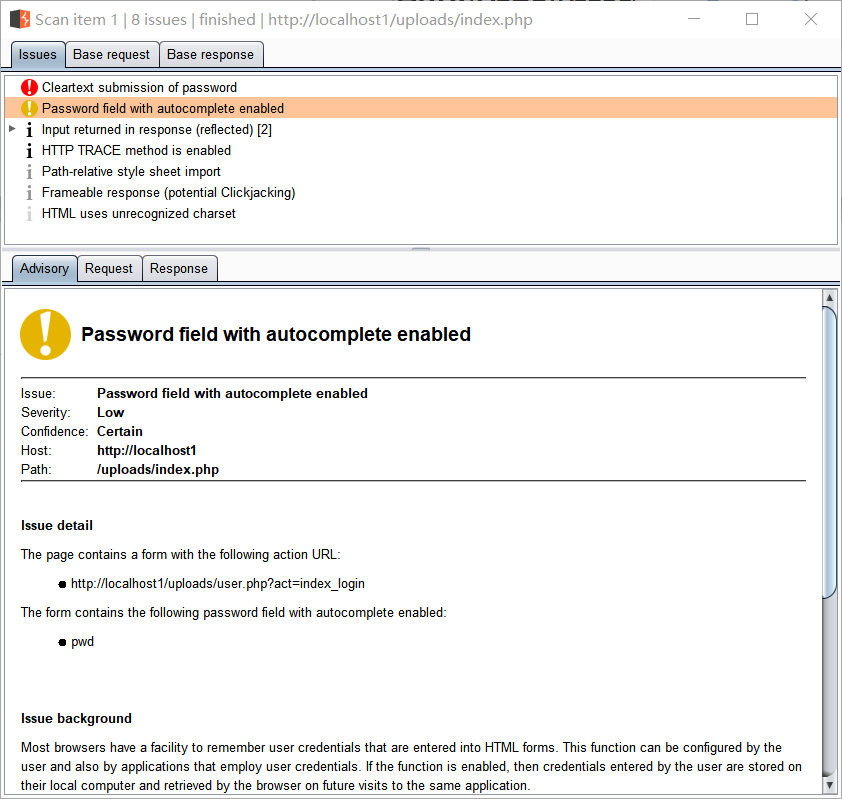 Scan item 1 | 8 issues | finished | http://localhost1/uploads/index.php
Issues Base request Base response
Cleartext submission of password
Password field with autocomplete enabled
Input returned in response (reflected) [2]
HTTP TRACE method is enabled
Path-relative style sheet import
Frameable response (potential Clickjacking)
HTML uses unrecognized charset
Advisory Request Response
Password field with autocomplete enabled
Issue: Password field with autocomplete enabled
Severity: Low
Confidence: Certain
Host: http://localhost1
Path: /uploads/index.php
Issue detail
The page contains a form with the following action URL:
● http://localhost1/uploads/user.php?act=index_login
The form contains the following password field with autocomplete enabled:
● pwd
Issue background
Most browsers have a facility to remember user credentials that are entered into HTML forms. This function can be configured by the
user and also by applications that employ user credentials. If the function is enabled, then credentials entered by the user are stored on
their local computer and retrieved by the browser on future visits to the same application.